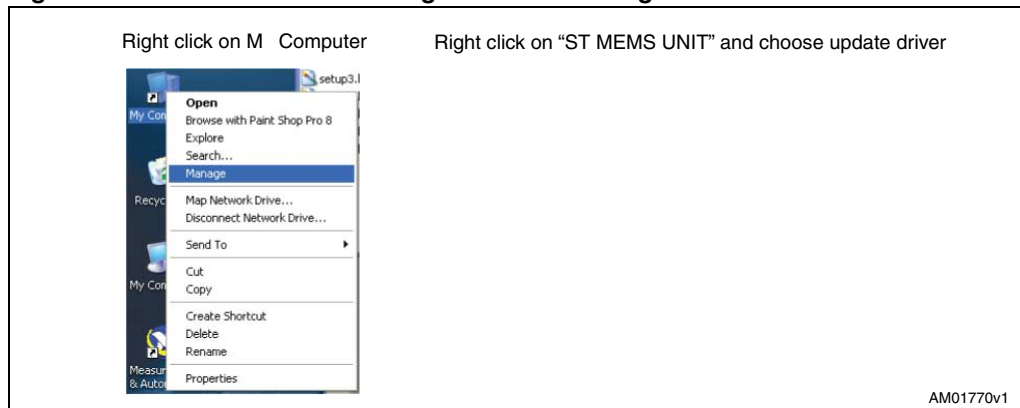 Right click on M Computer
Right click on “ST MEMS UNIT” and choose update driver
setup3.l
My Con
Open
Browse with Paint Shop Pro 8
Explore
Search...
Manage
Recyc
Map Network Drive...
Disconnect Network Drive...
Send To
My Con
Cut
Copy
Create Shortcut
Delete
Rename
Measur
& Autor
Properties
AM01770v1